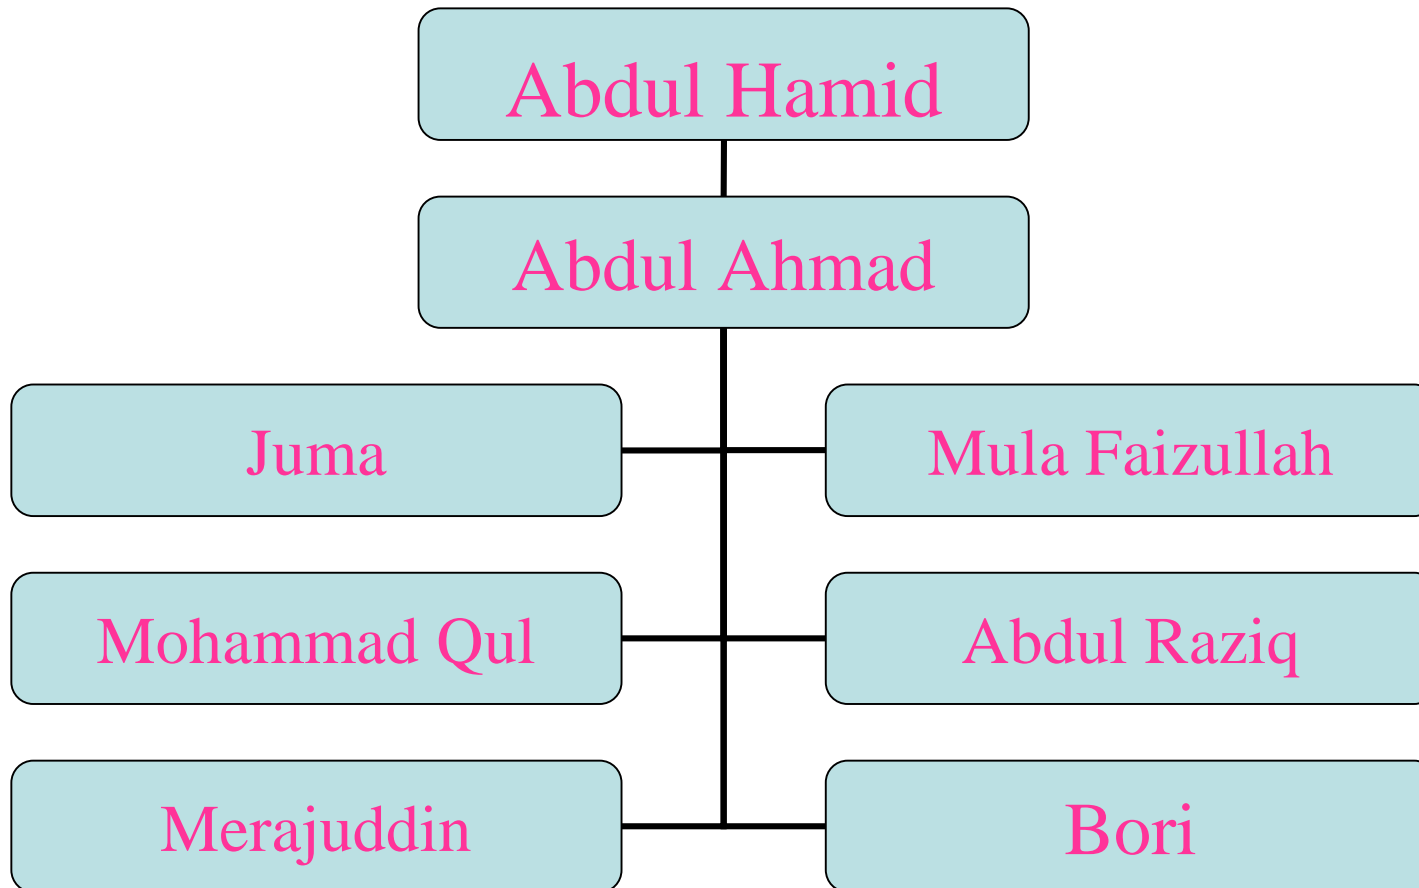 Abdul Hamid
Abdul Ahmad
Juma
Mula Faizullah
Mohammad Qul
Abdul Raziq
Merajuddin
Bori